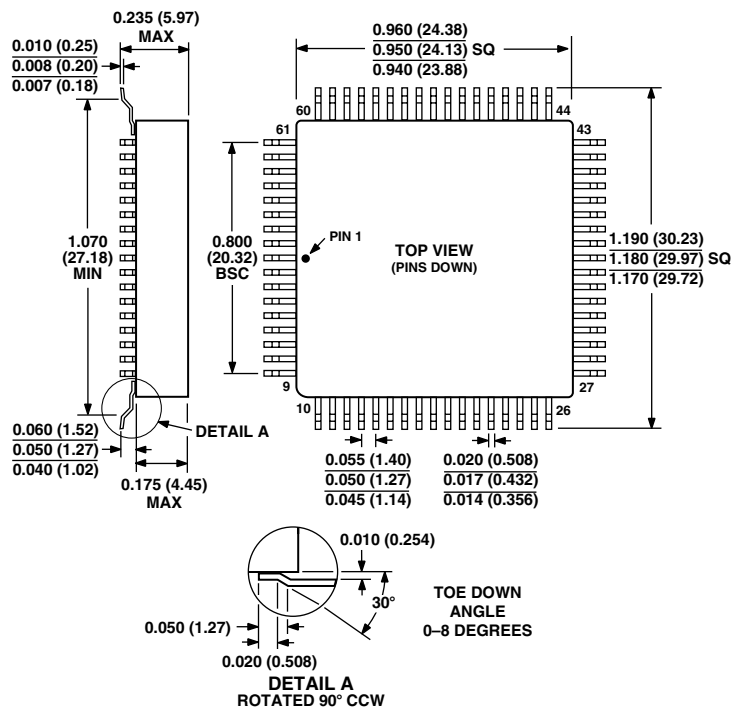 0.235 (5.97)
MAX
0.010 (0.25)
0.008 (0.20)
0.007 (0.18)
0.960 (24.38)
0.950 (24.13) SQ
0.940 (23.88)
60
44
61
43
1.070
(27.18)
MIN
0.800
(20.32)
BSC
PIN 1
TOP VIEW
(PINS DOWN)
1.190 (30.23)
1.180 (29.97) SQ
1.170 (29.72)
9
27
10
26
0.060 (1.52)
0.050 (1.27)
0.040 (1.02)
DETAIL A
0.175 (4.45)
MAX
0.055 (1.40)
0.050 (1.27)
0.045 (1.14)
0.020 (0.508)
0.017 (0.432)
0.014 (0.356)
0.010 (0.254)
30°
TOE DOWN
ANGLE
0–8 DEGREES
0.050 (1.27)
0.020 (0.508)
DETAIL A
ROTATED 90° CCW